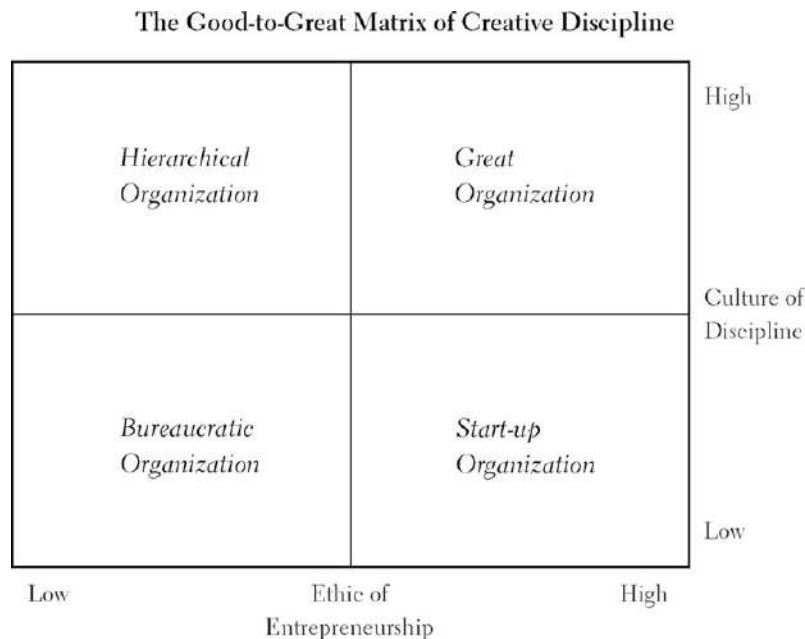 The Good-to-Great Matrix of Creative Discipline
High
Hierarchical
Organization
Great
Organization
Culture of
Discipline
Bureaucratic
Organization
Start-up
Organization
Low
Low
Ethic of
Entrepreneurship
High